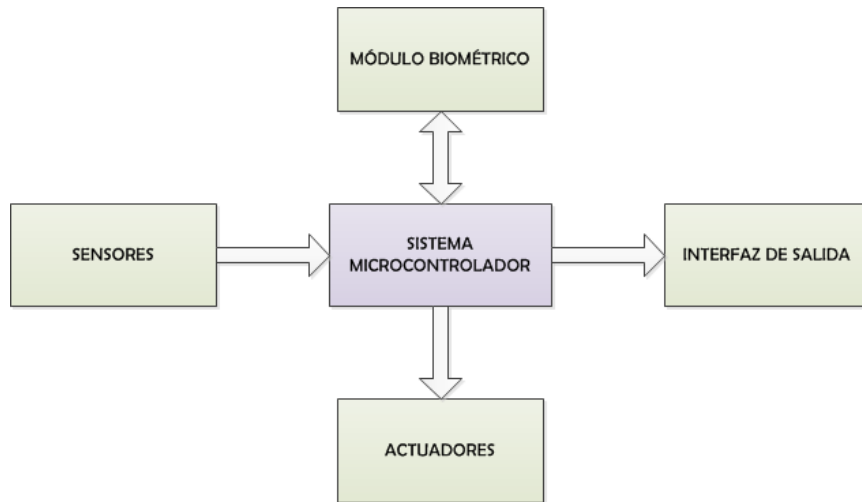 MÓDULO BIOMÉTRICO
SENSORES
SISTEMA
MICROCONTROLADOR
INTERFAZ DE SALIDA
ACTUADORES